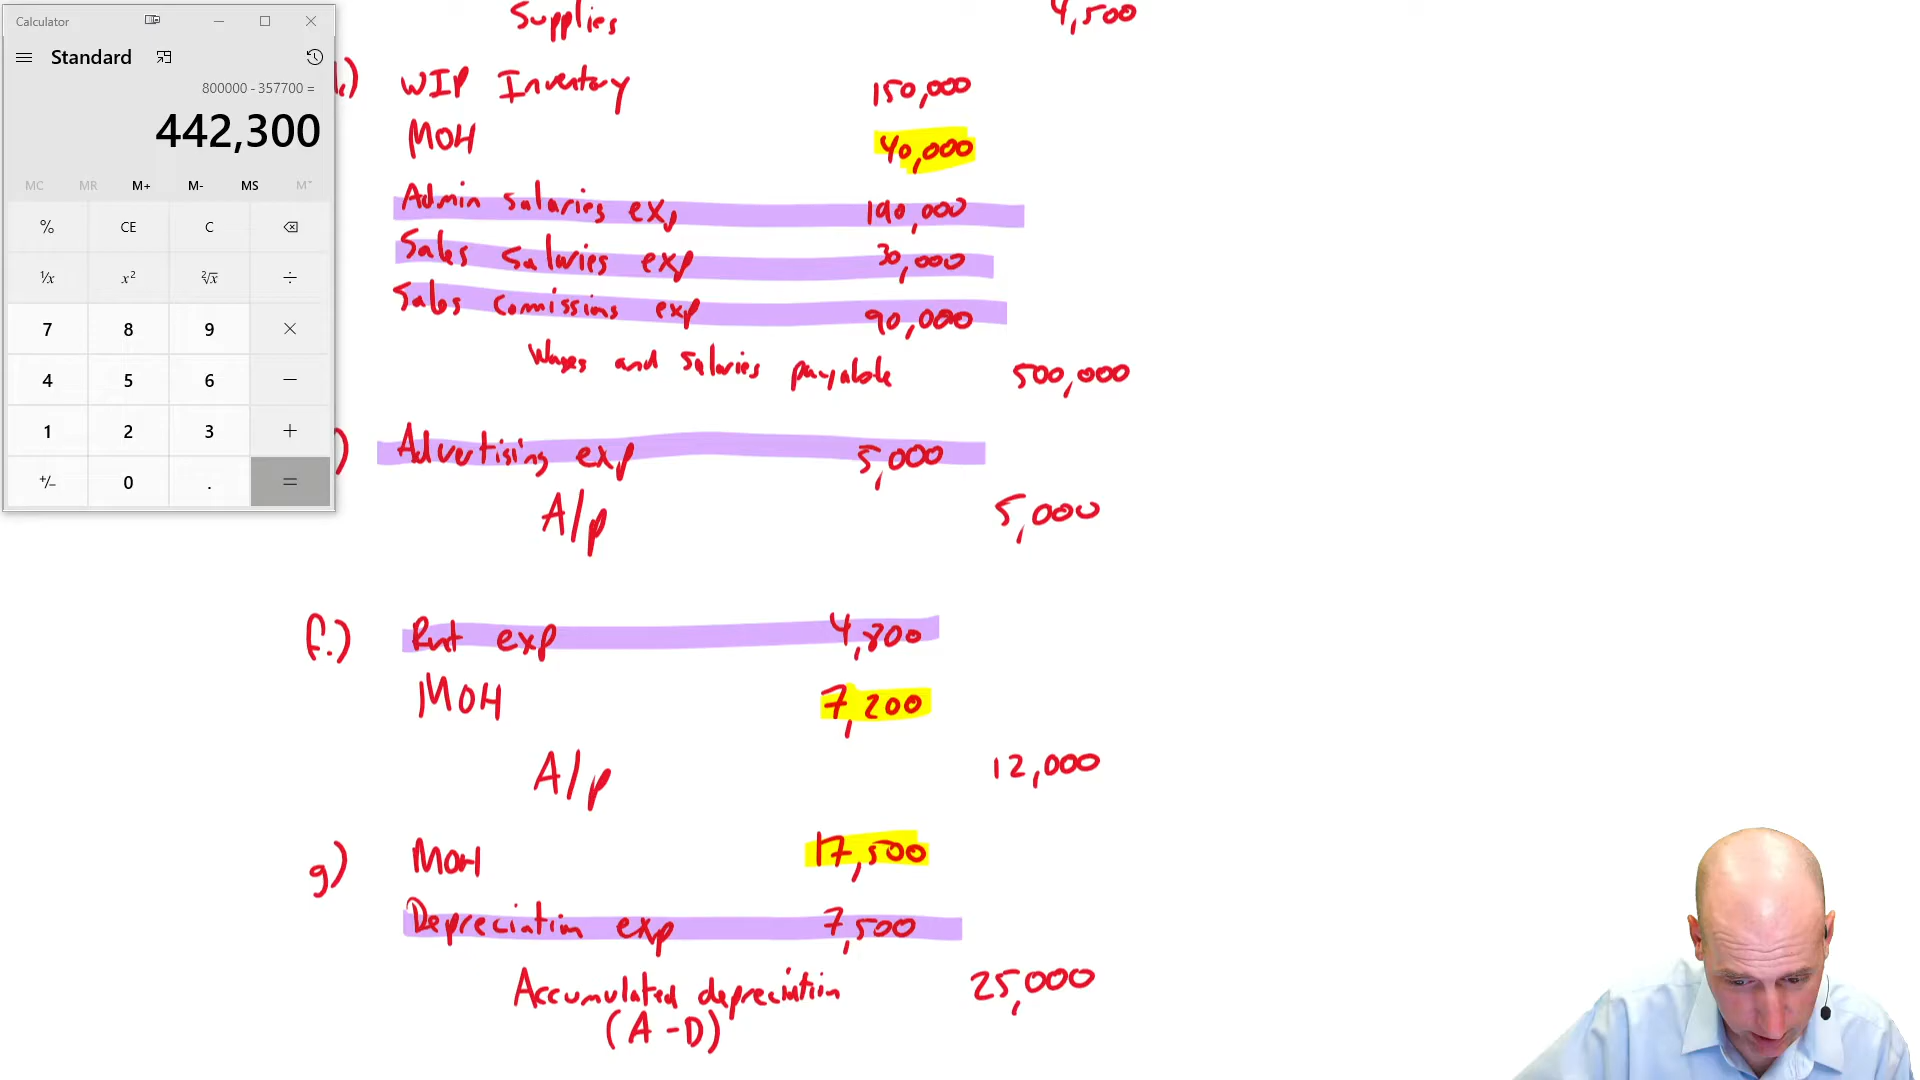 Calculator
Standard
800000 - 357700 =
442,300
MC MR M+ M- MS M
% CE C
¹/x x² ²√x ÷
7 8 9 ×
4 5 6 −
1 2 3 +
+/− 0 . =
Supplies 4,500
) WIP Inventory 150,000
MOH 40,000
Admin salaries exp 190,000
Sales Salaries exp 30,000
Sales Comissions exp 90,000
Wages and Salaries payable 500,000
) Advertising exp 5,000
A/p 5,000
f.) Rent exp 4,800
MOH 7,200
A/p 12,000
g) MOH 17,500
Depreciation exp 7,500
Accumulated depreciation 25,000
(A-D)